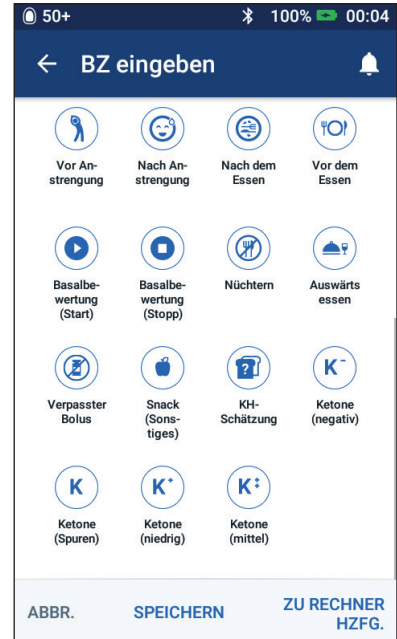 50+ 100% 00:04
BZ eingeben
Vor An-
strengung
Nach An-
strengung
Nach dem
Essen
Vor dem
Essen
Basalbe-
wertung
(Start)
Basalbe-
wertung
(Stopp)
Nüchtern
Auswärts
essen
?
K⁻
Verpasster
Bolus
Snack
(Sons-
tiges)
KH-
Schätzung
Ketone
(negativ)
K
K⁺
K‡
Ketone
(Spuren)
Ketone
(niedrig)
Ketone
(mittel)
ABBR.
SPEICHERN
ZU RECHNER
HZFG.